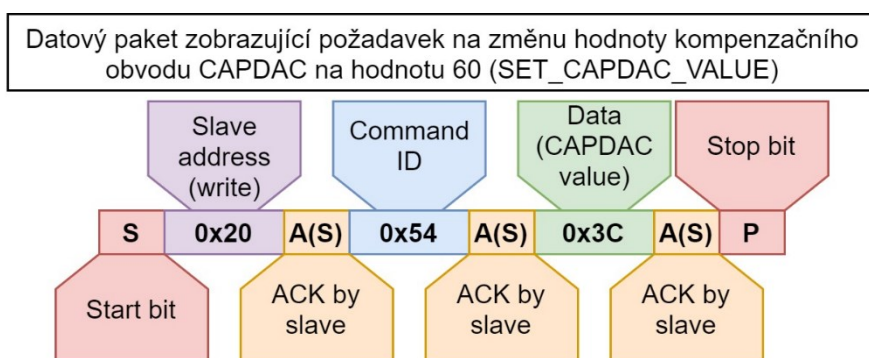 Datový paket zobrazující požadavek na změnu hodnoty kompenzačního
obvodu CAPDAC na hodnotu 60 (SET_CAPDAC_VALUE)
Slave
address
(write)
Command
ID
Data
(CAPDAC
value)
Stop bit
S 0x20 A(S) 0x54 A(S) 0x3C A(S) P
Start bit
ACK by
slave
ACK by
slave
ACK by
slave